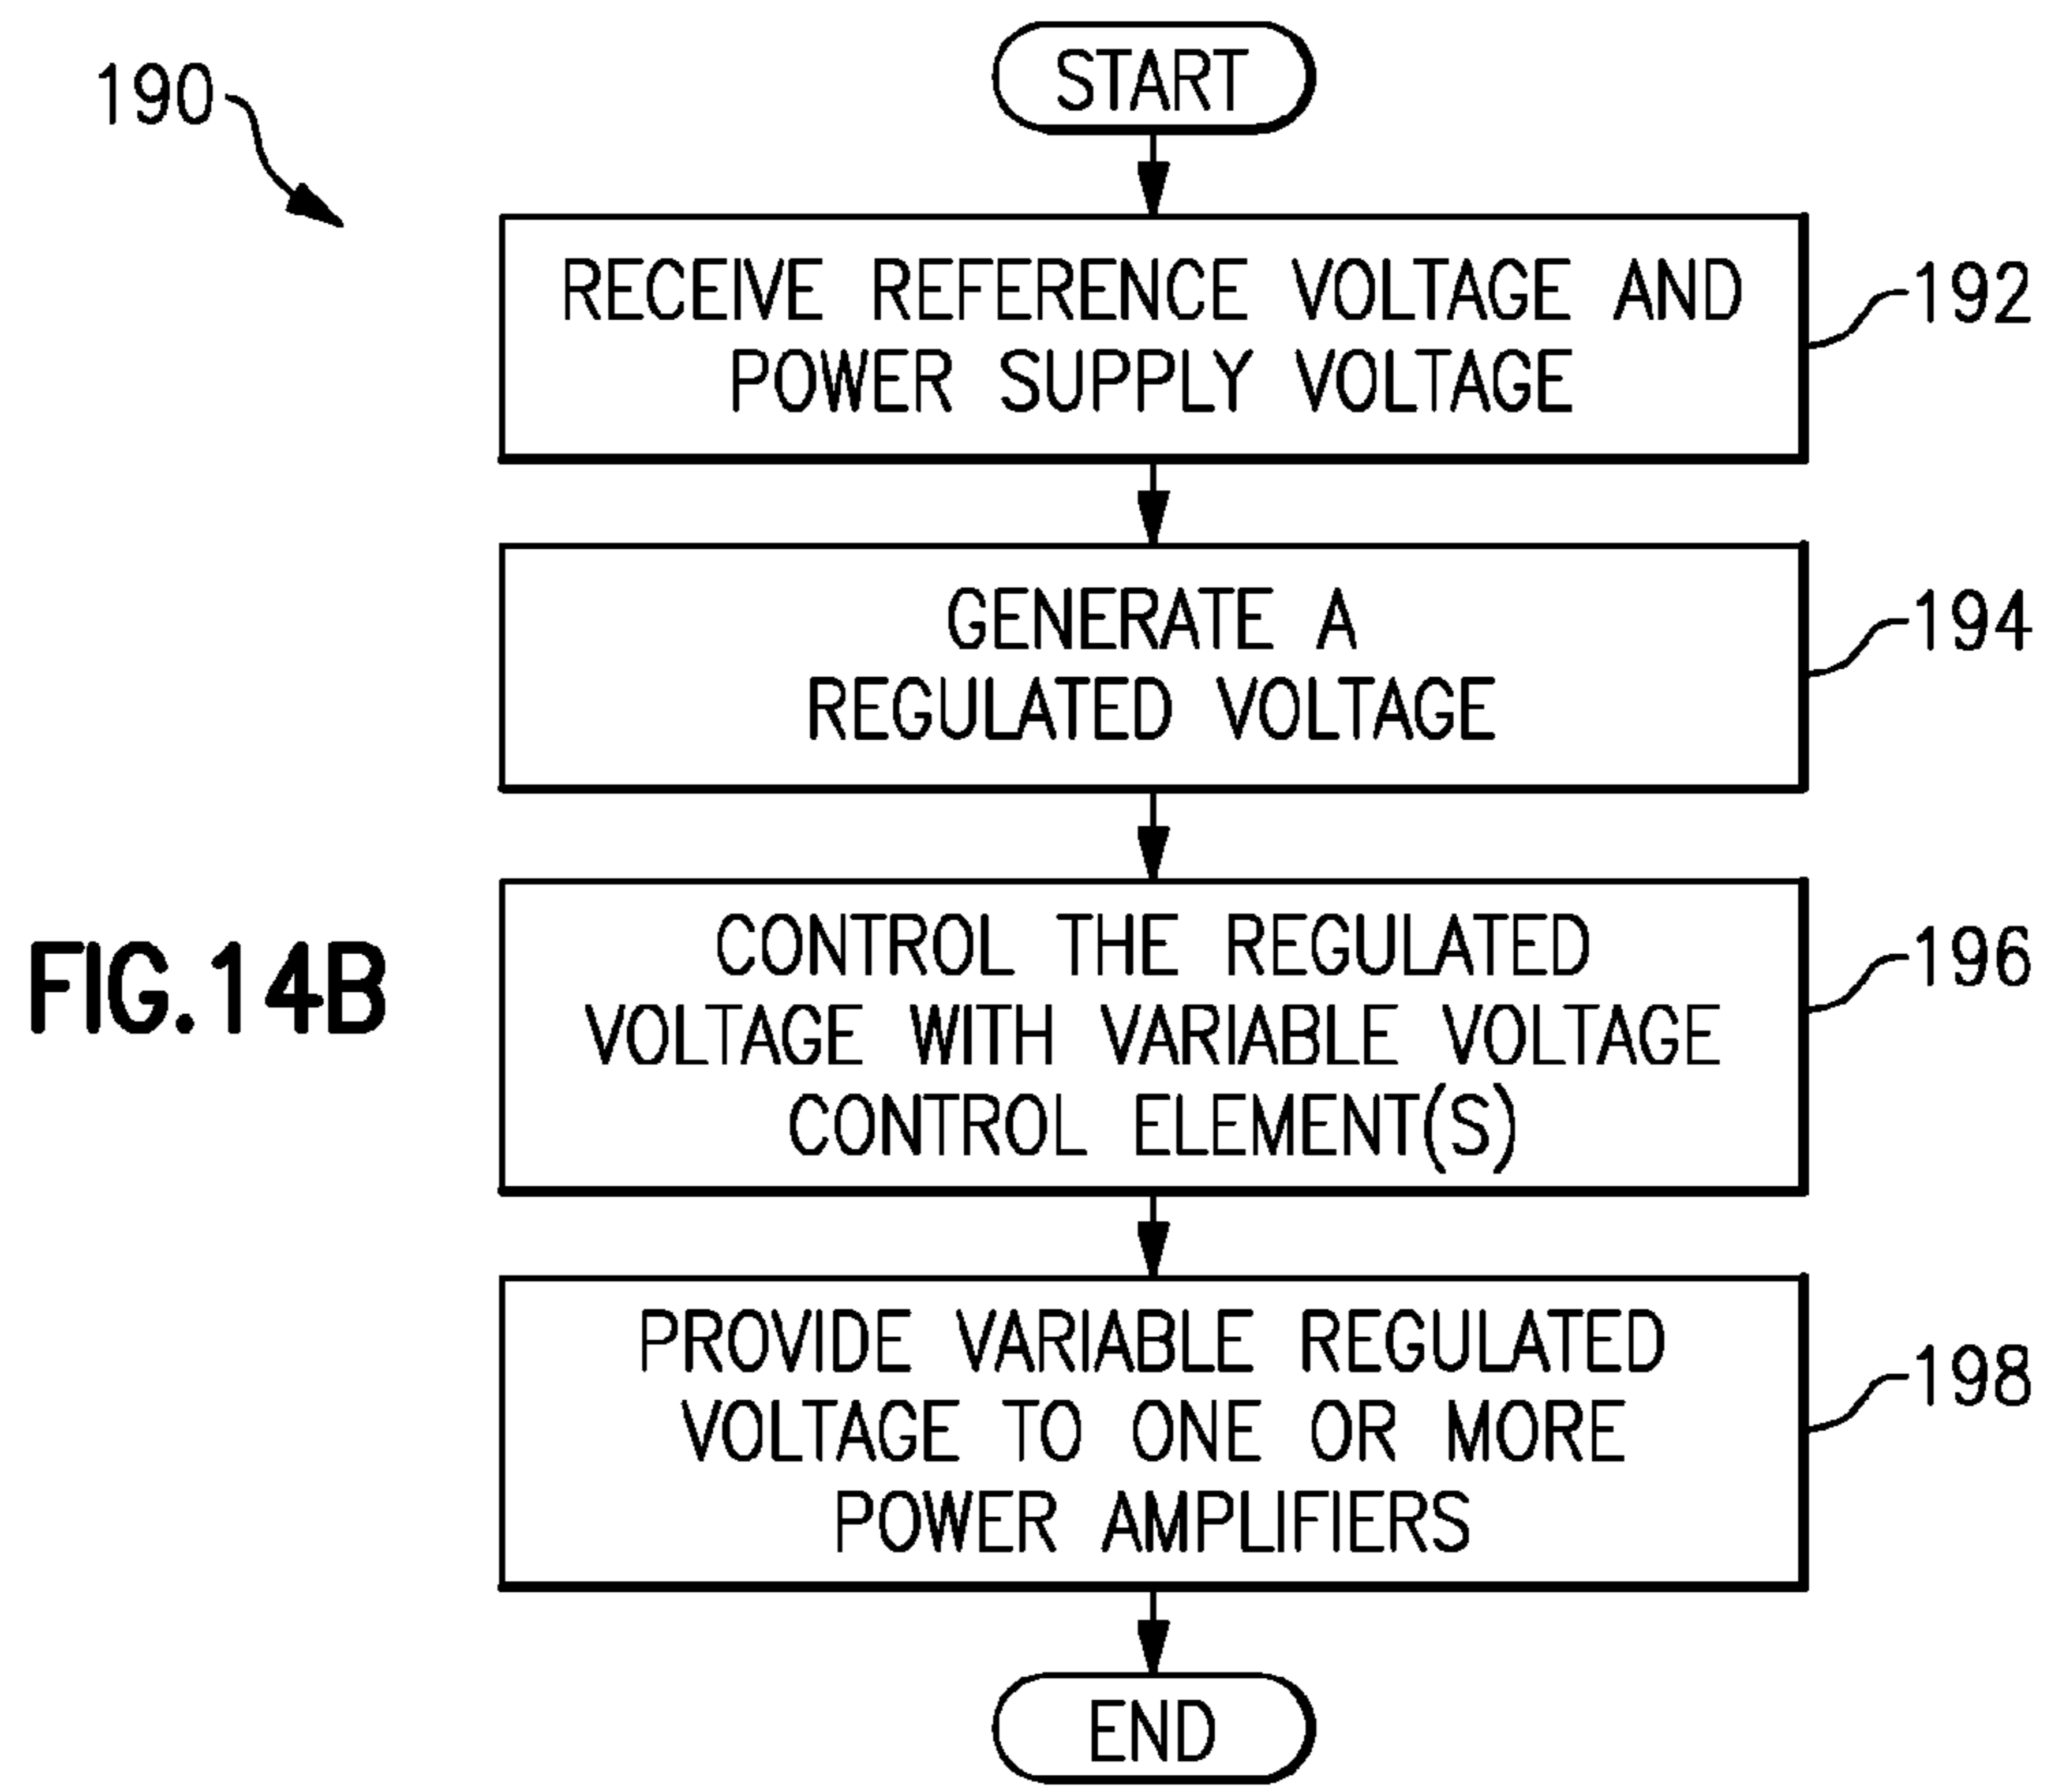 190
START
RECEIVE REFERENCE VOLTAGE AND
POWER SUPPLY VOLTAGE
192
GENERATE A
REGULATED VOLTAGE
194
CONTROL THE REGULATED
VOLTAGE WITH VARIABLE VOLTAGE
CONTROL ELEMENT(S)
196
FIG.14B
PROVIDE VARIABLE REGULATED
VOLTAGE TO ONE OR MORE
POWER AMPLIFIERS
198
END